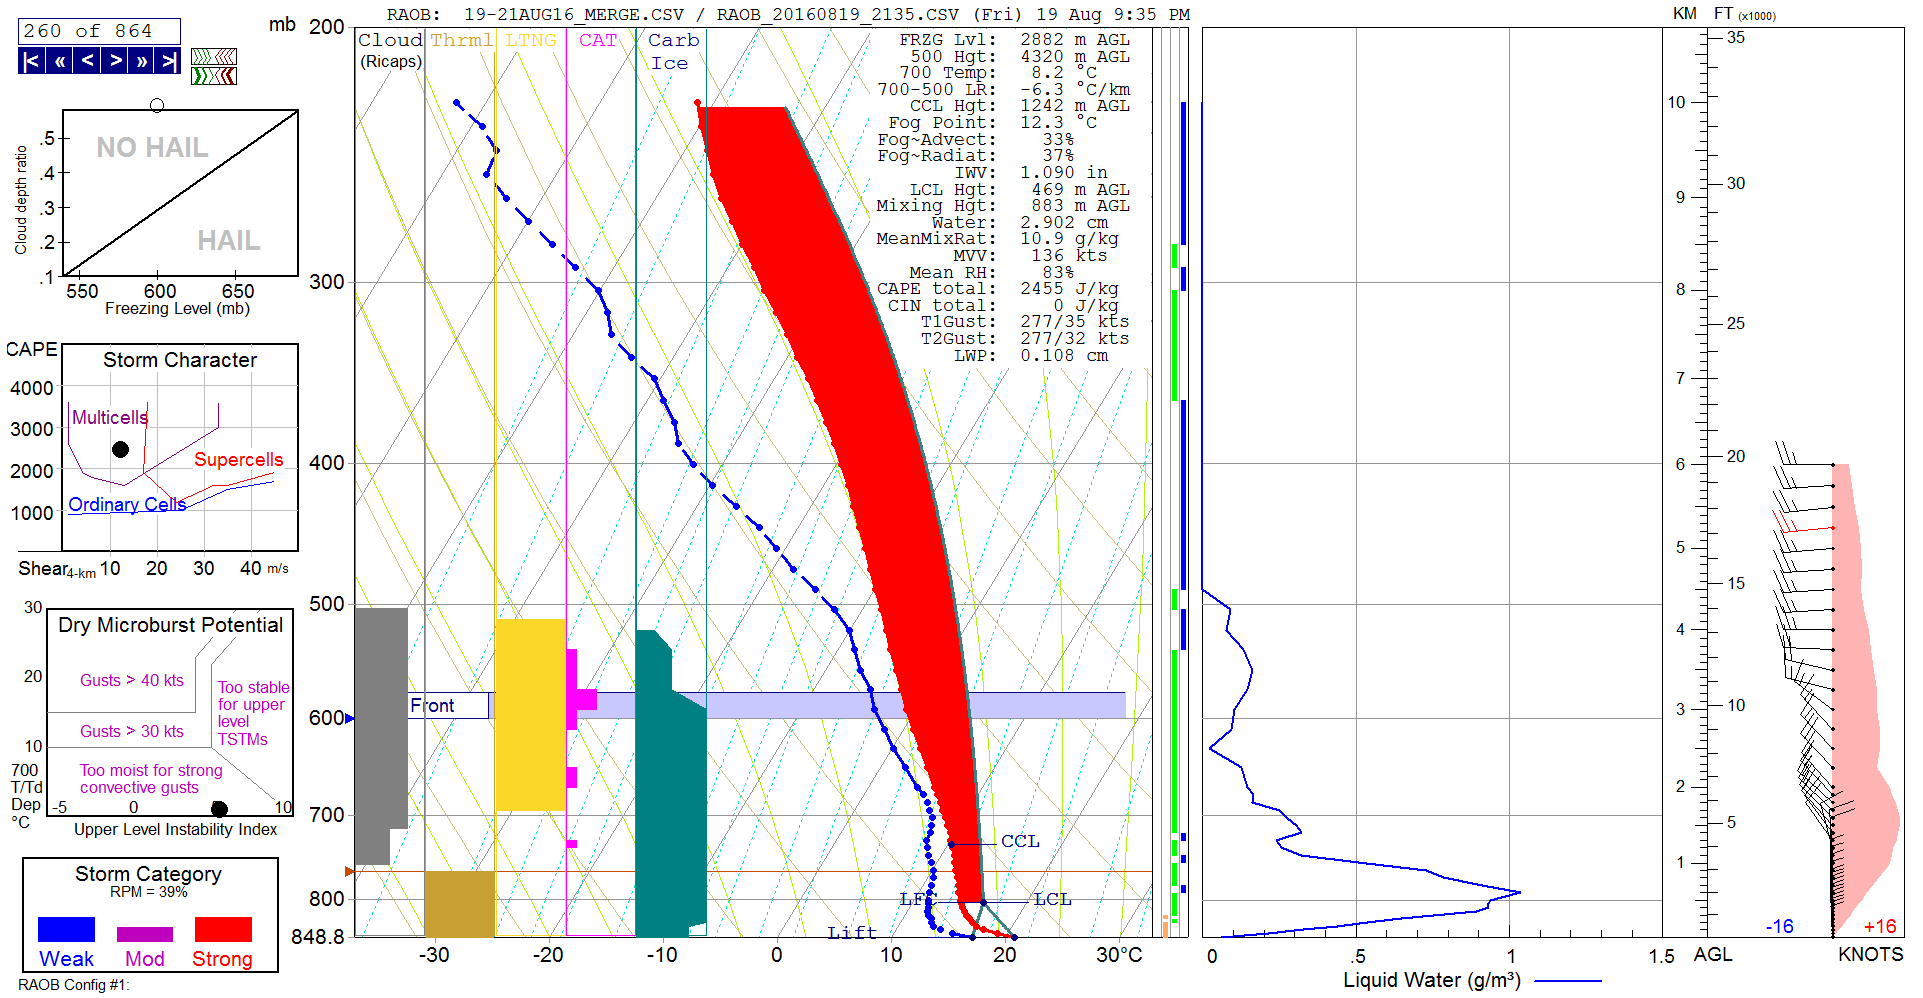 RAOB: 19-21AUG16_MERGE.CSV / RAOB_20160819_2135.CSV (Fri) 19 Aug 9:35 PM
260 of 864
|< « < > » >|
Cloud depth ratio
.5
.4
.3
.2
.1
NO HAIL
HAIL
550 600 650
Freezing Level (mb)
CAPE
4000
3000
2000
1000
Storm Character
Multicells
Supercells
Ordinary Cells
Shear 4-km 10 20 30 40 m/s
30
20
10
Dry Microburst Potential
Gusts > 40 kts
Too stable
for upper
level
TSTMs
Gusts > 30 kts
Too moist for strong
convective gusts
700
T/Td
Dep
°C
-5 0 10
Upper Level Instability Index
Storm Category
RPM = 39%
Weak Mod Strong
RAOB Config #1:
mb
200
300
400
500
600
700
800
848.8
Cloud
(Ricaps)
Thrml
LTNG
CAT
Carb
Ice
FRZG Lvl: 2882 m AGL
500 Hgt: 4320 m AGL
700 Temp: 8.2 °C
700-500 LR: -6.3 °C/km
CCL Hgt: 1242 m AGL
Fog Point: 12.3 °C
Fog~Advect: 33%
Fog~Radiat: 37%
IWV: 1.090 in
LCL Hgt: 469 m AGL
Mixing Hgt: 883 m AGL
Water: 2.902 cm
MeanMixRat: 10.9 g/kg
MVV: 136 kts
Mean RH: 83%
CAPE total: 2455 J/kg
CIN total: 0 J/kg
T1Gust: 277/35 kts
T2Gust: 277/32 kts
LWP: 0.108 cm
Front
CCL
LCL
Lift
-30 -20 -10 0 10 20 30°C
0 .5 1 1.5
Liquid Water (g/m³)
KM FT (x1000)
10
9
8
7
6
5
4
3
2
1
AGL
35
30
25
20
15
10
5
-16 +16
KNOTS